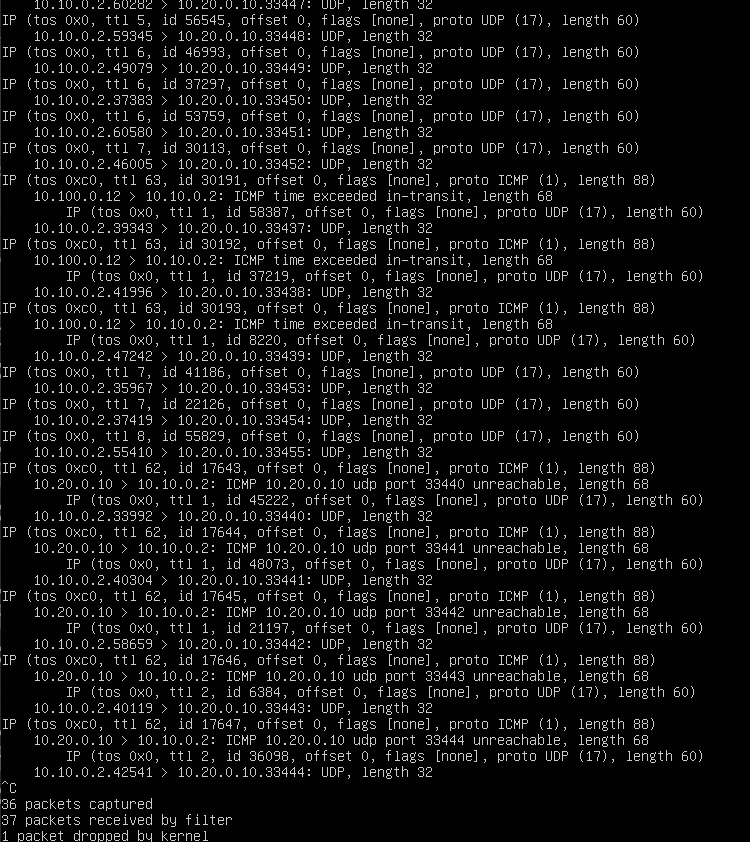 10.10.0.2.60282 > 10.20.0.10.33447: UDP, length 32
IP (tos 0x0, ttl 5, id 56545, offset 0, flags [none], proto UDP (17), length 60)
10.10.0.2.59345 > 10.20.0.10.33448: UDP, length 32
IP (tos 0x0, ttl 6, id 46993, offset 0, flags [none], proto UDP (17), length 60)
10.10.0.2.49079 > 10.20.0.10.33449: UDP, length 32
IP (tos 0x0, ttl 6, id 37297, offset 0, flags [none], proto UDP (17), length 60)
10.10.0.2.37383 > 10.20.0.10.33450: UDP, length 32
IP (tos 0x0, ttl 6, id 53759, offset 0, flags [none], proto UDP (17), length 60)
10.10.0.2.60580 > 10.20.0.10.33451: UDP, length 32
IP (tos 0x0, ttl 7, id 30113, offset 0, flags [none], proto UDP (17), length 60)
10.10.0.2.46005 > 10.20.0.10.33452: UDP, length 32
IP (tos 0xc0, ttl 63, id 30191, offset 0, flags [none], proto ICMP (1), length 88)
10.100.0.12 > 10.10.0.2: ICMP time exceeded in-transit, length 68
IP (tos 0x0, ttl 1, id 58387, offset 0, flags [none], proto UDP (17), length 60)
10.10.0.2.39343 > 10.20.0.10.33437: UDP, length 32
IP (tos 0xc0, ttl 63, id 30192, offset 0, flags [none], proto ICMP (1), length 88)
10.100.0.12 > 10.10.0.2: ICMP time exceeded in-transit, length 68
IP (tos 0x0, ttl 1, id 37219, offset 0, flags [none], proto UDP (17), length 60)
10.10.0.2.41996 > 10.20.0.10.33438: UDP, length 32
IP (tos 0xc0, ttl 63, id 30193, offset 0, flags [none], proto ICMP (1), length 88)
10.100.0.12 > 10.10.0.2: ICMP time exceeded in-transit, length 68
IP (tos 0x0, ttl 1, id 8220, offset 0, flags [none], proto UDP (17), length 60)
10.10.0.2.47242 > 10.20.0.10.33439: UDP, length 32
IP (tos 0x0, ttl 7, id 41186, offset 0, flags [none], proto UDP (17), length 60)
10.10.0.2.35967 > 10.20.0.10.33453: UDP, length 32
IP (tos 0x0, ttl 7, id 22126, offset 0, flags [none], proto UDP (17), length 60)
10.10.0.2.37419 > 10.20.0.10.33454: UDP, length 32
IP (tos 0x0, ttl 8, id 55829, offset 0, flags [none], proto UDP (17), length 60)
10.10.0.2.55410 > 10.20.0.10.33455: UDP, length 32
IP (tos 0xc0, ttl 62, id 17643, offset 0, flags [none], proto ICMP (1), length 88)
10.20.0.10 > 10.10.0.2: ICMP 10.20.0.10 udp port 33440 unreachable, length 68
IP (tos 0x0, ttl 1, id 45222, offset 0, flags [none], proto UDP (17), length 60)
10.10.0.2.33992 > 10.20.0.10.33440: UDP, length 32
IP (tos 0xc0, ttl 62, id 17644, offset 0, flags [none], proto ICMP (1), length 88)
10.20.0.10 > 10.10.0.2: ICMP 10.20.0.10 udp port 33441 unreachable, length 68
IP (tos 0x0, ttl 1, id 48073, offset 0, flags [none], proto UDP (17), length 60)
10.10.0.2.40304 > 10.20.0.10.33441: UDP, length 32
IP (tos 0xc0, ttl 62, id 17645, offset 0, flags [none], proto ICMP (1), length 88)
10.20.0.10 > 10.10.0.2: ICMP 10.20.0.10 udp port 33442 unreachable, length 68
IP (tos 0x0, ttl 1, id 21197, offset 0, flags [none], proto UDP (17), length 60)
10.10.0.2.58659 > 10.20.0.10.33442: UDP, length 32
IP (tos 0xc0, ttl 62, id 17646, offset 0, flags [none], proto ICMP (1), length 88)
10.20.0.10 > 10.10.0.2: ICMP 10.20.0.10 udp port 33443 unreachable, length 68
IP (tos 0x0, ttl 2, id 6384, offset 0, flags [none], proto UDP (17), length 60)
10.10.0.2.40119 > 10.20.0.10.33443: UDP, length 32
IP (tos 0xc0, ttl 62, id 17647, offset 0, flags [none], proto ICMP (1), length 88)
10.20.0.10 > 10.10.0.2: ICMP 10.20.0.10 udp port 33444 unreachable, length 68
IP (tos 0x0, ttl 2, id 36098, offset 0, flags [none], proto UDP (17), length 60)
10.10.0.2.42541 > 10.20.0.10.33444: UDP, length 32
^C
36 packets captured
37 packets received by filter
1 packet dropped by kernel